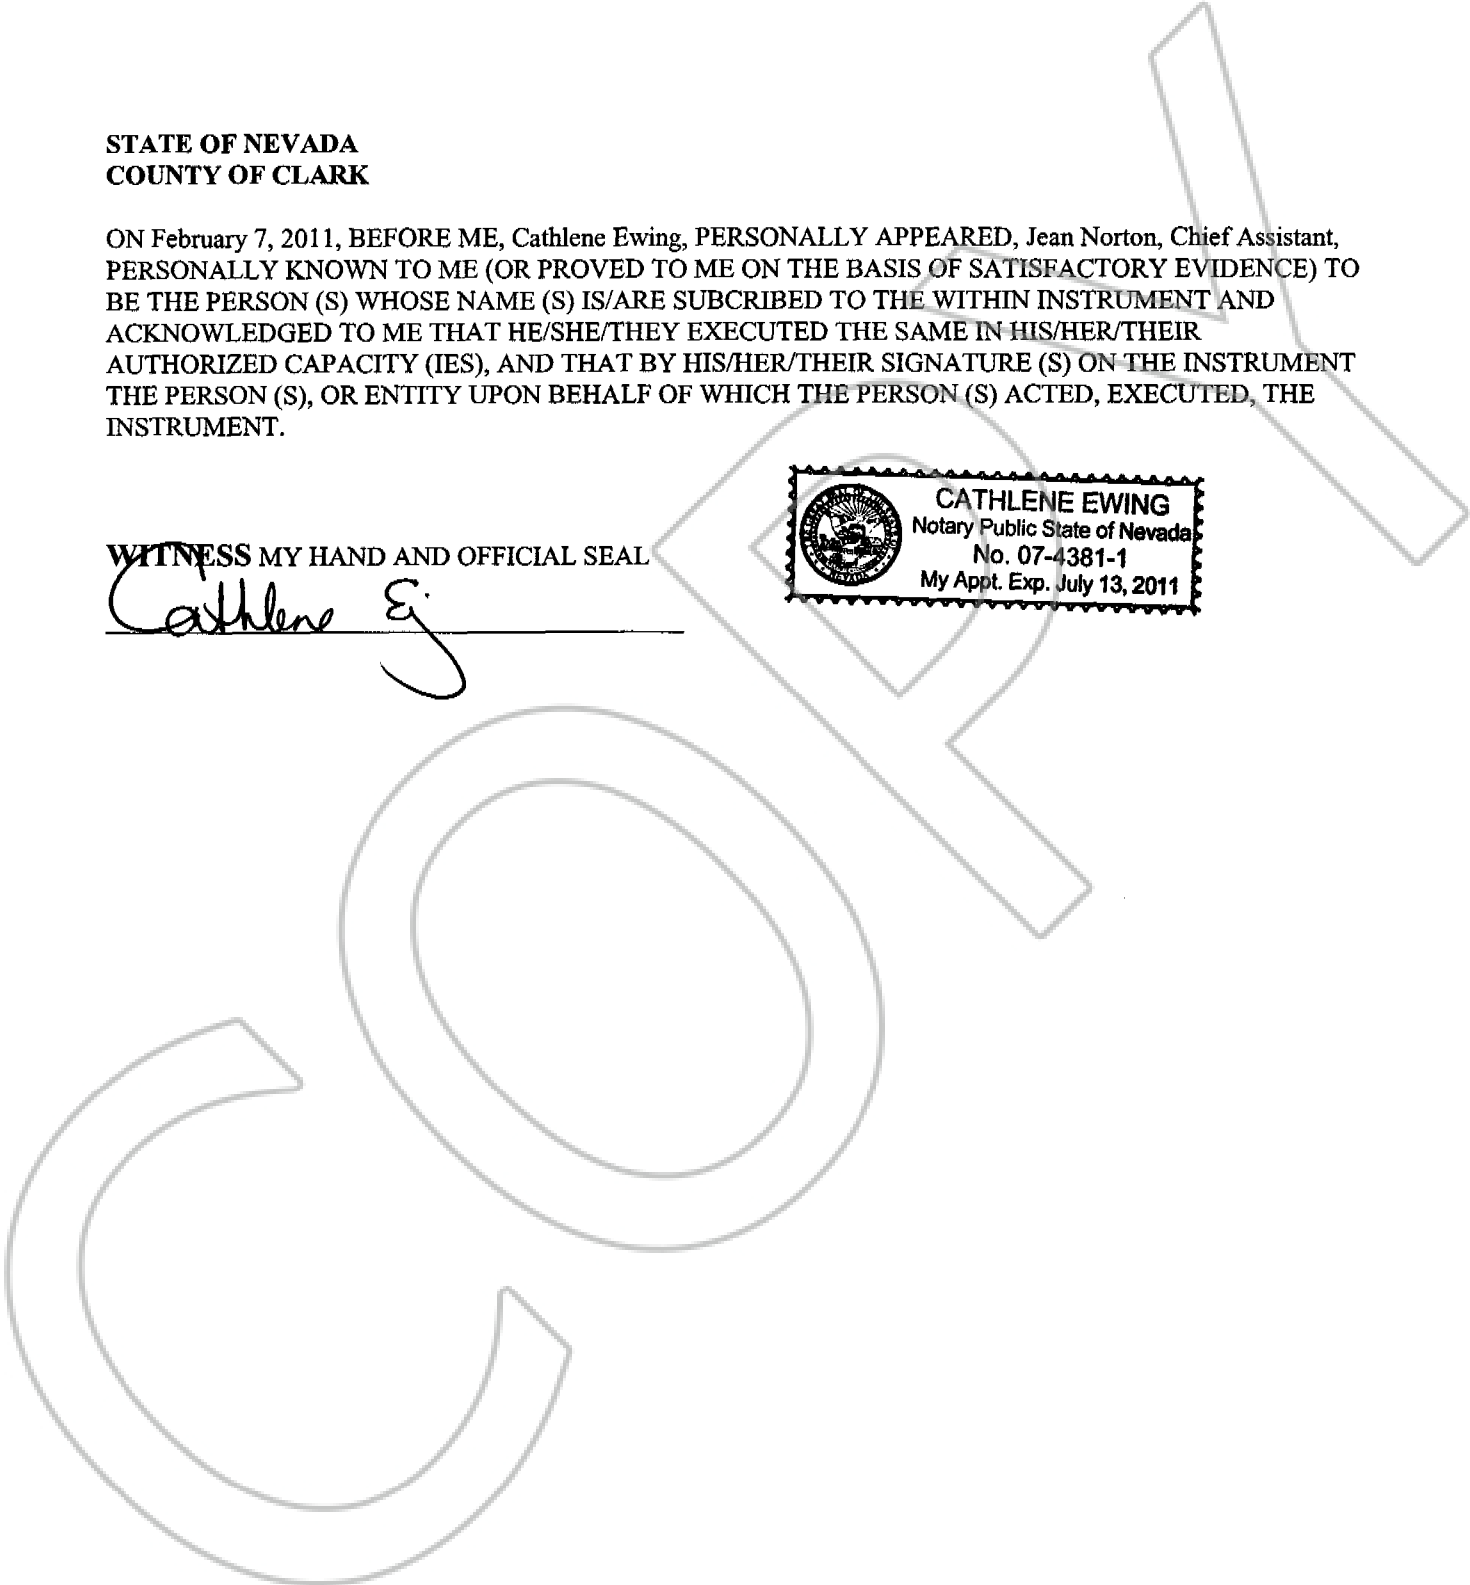 STATE OF NEVADA
COUNTY OF CLARK
ON February 7, 2011, BEFORE ME, Cathlene Ewing, PERSONALLY APPEARED, Jean Norton, Chief Assistant,
PERSONALLY KNOWN TO ME (OR PROVED TO ME ON THE BASIS OF SATISFACTORY EVIDENCE) TO
BE THE PERSON (S) WHOSE NAME (S) IS/ARE SUBCRIBED TO THE WITHIN INSTRUMENT AND
ACKNOWLEDGED TO ME THAT HE/SHE/THEY EXECUTED THE SAME IN HIS/HER/THEIR
AUTHORIZED CAPACITY (IES), AND THAT BY HIS/HER/THEIR SIGNATURE (S) ON THE INSTRUMENT
THE PERSON (S), OR ENTITY UPON BEHALF OF WHICH THE PERSON (S) ACTED, EXECUTED, THE
INSTRUMENT.
CATHLENE EWING
Notary Public State of Nevada
No. 07-4381-1
My Appt. Exp. July 13, 2011
NEVADA
WITNESS MY HAND AND OFFICIAL SEAL
Cathlene
COPY